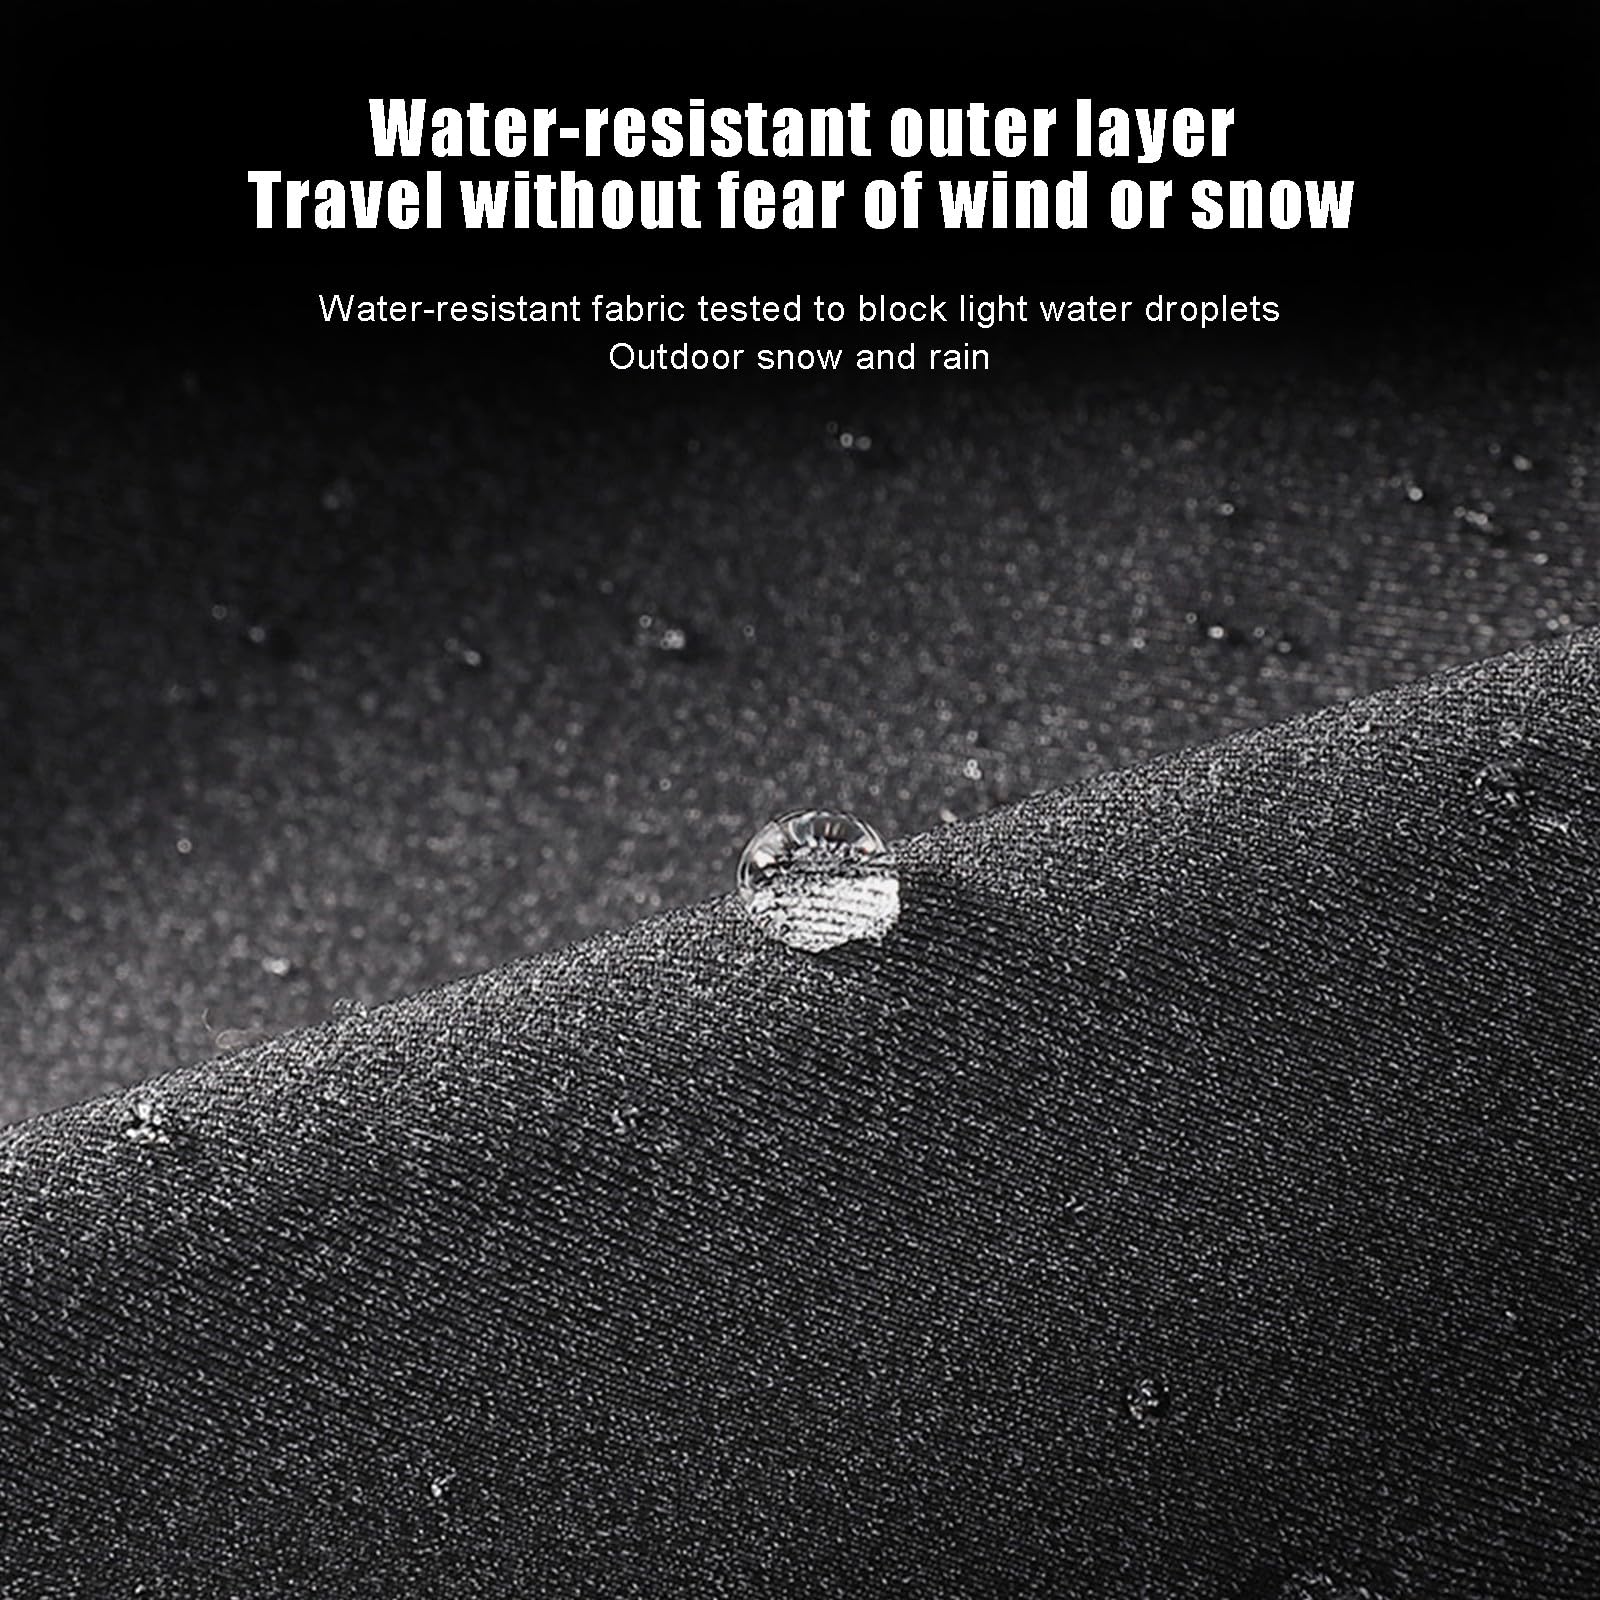 Water-resistant outer layer
Travel without fear of wind or snow
Water-resistant fabric tested to block light water droplets
Outdoor snow and rain